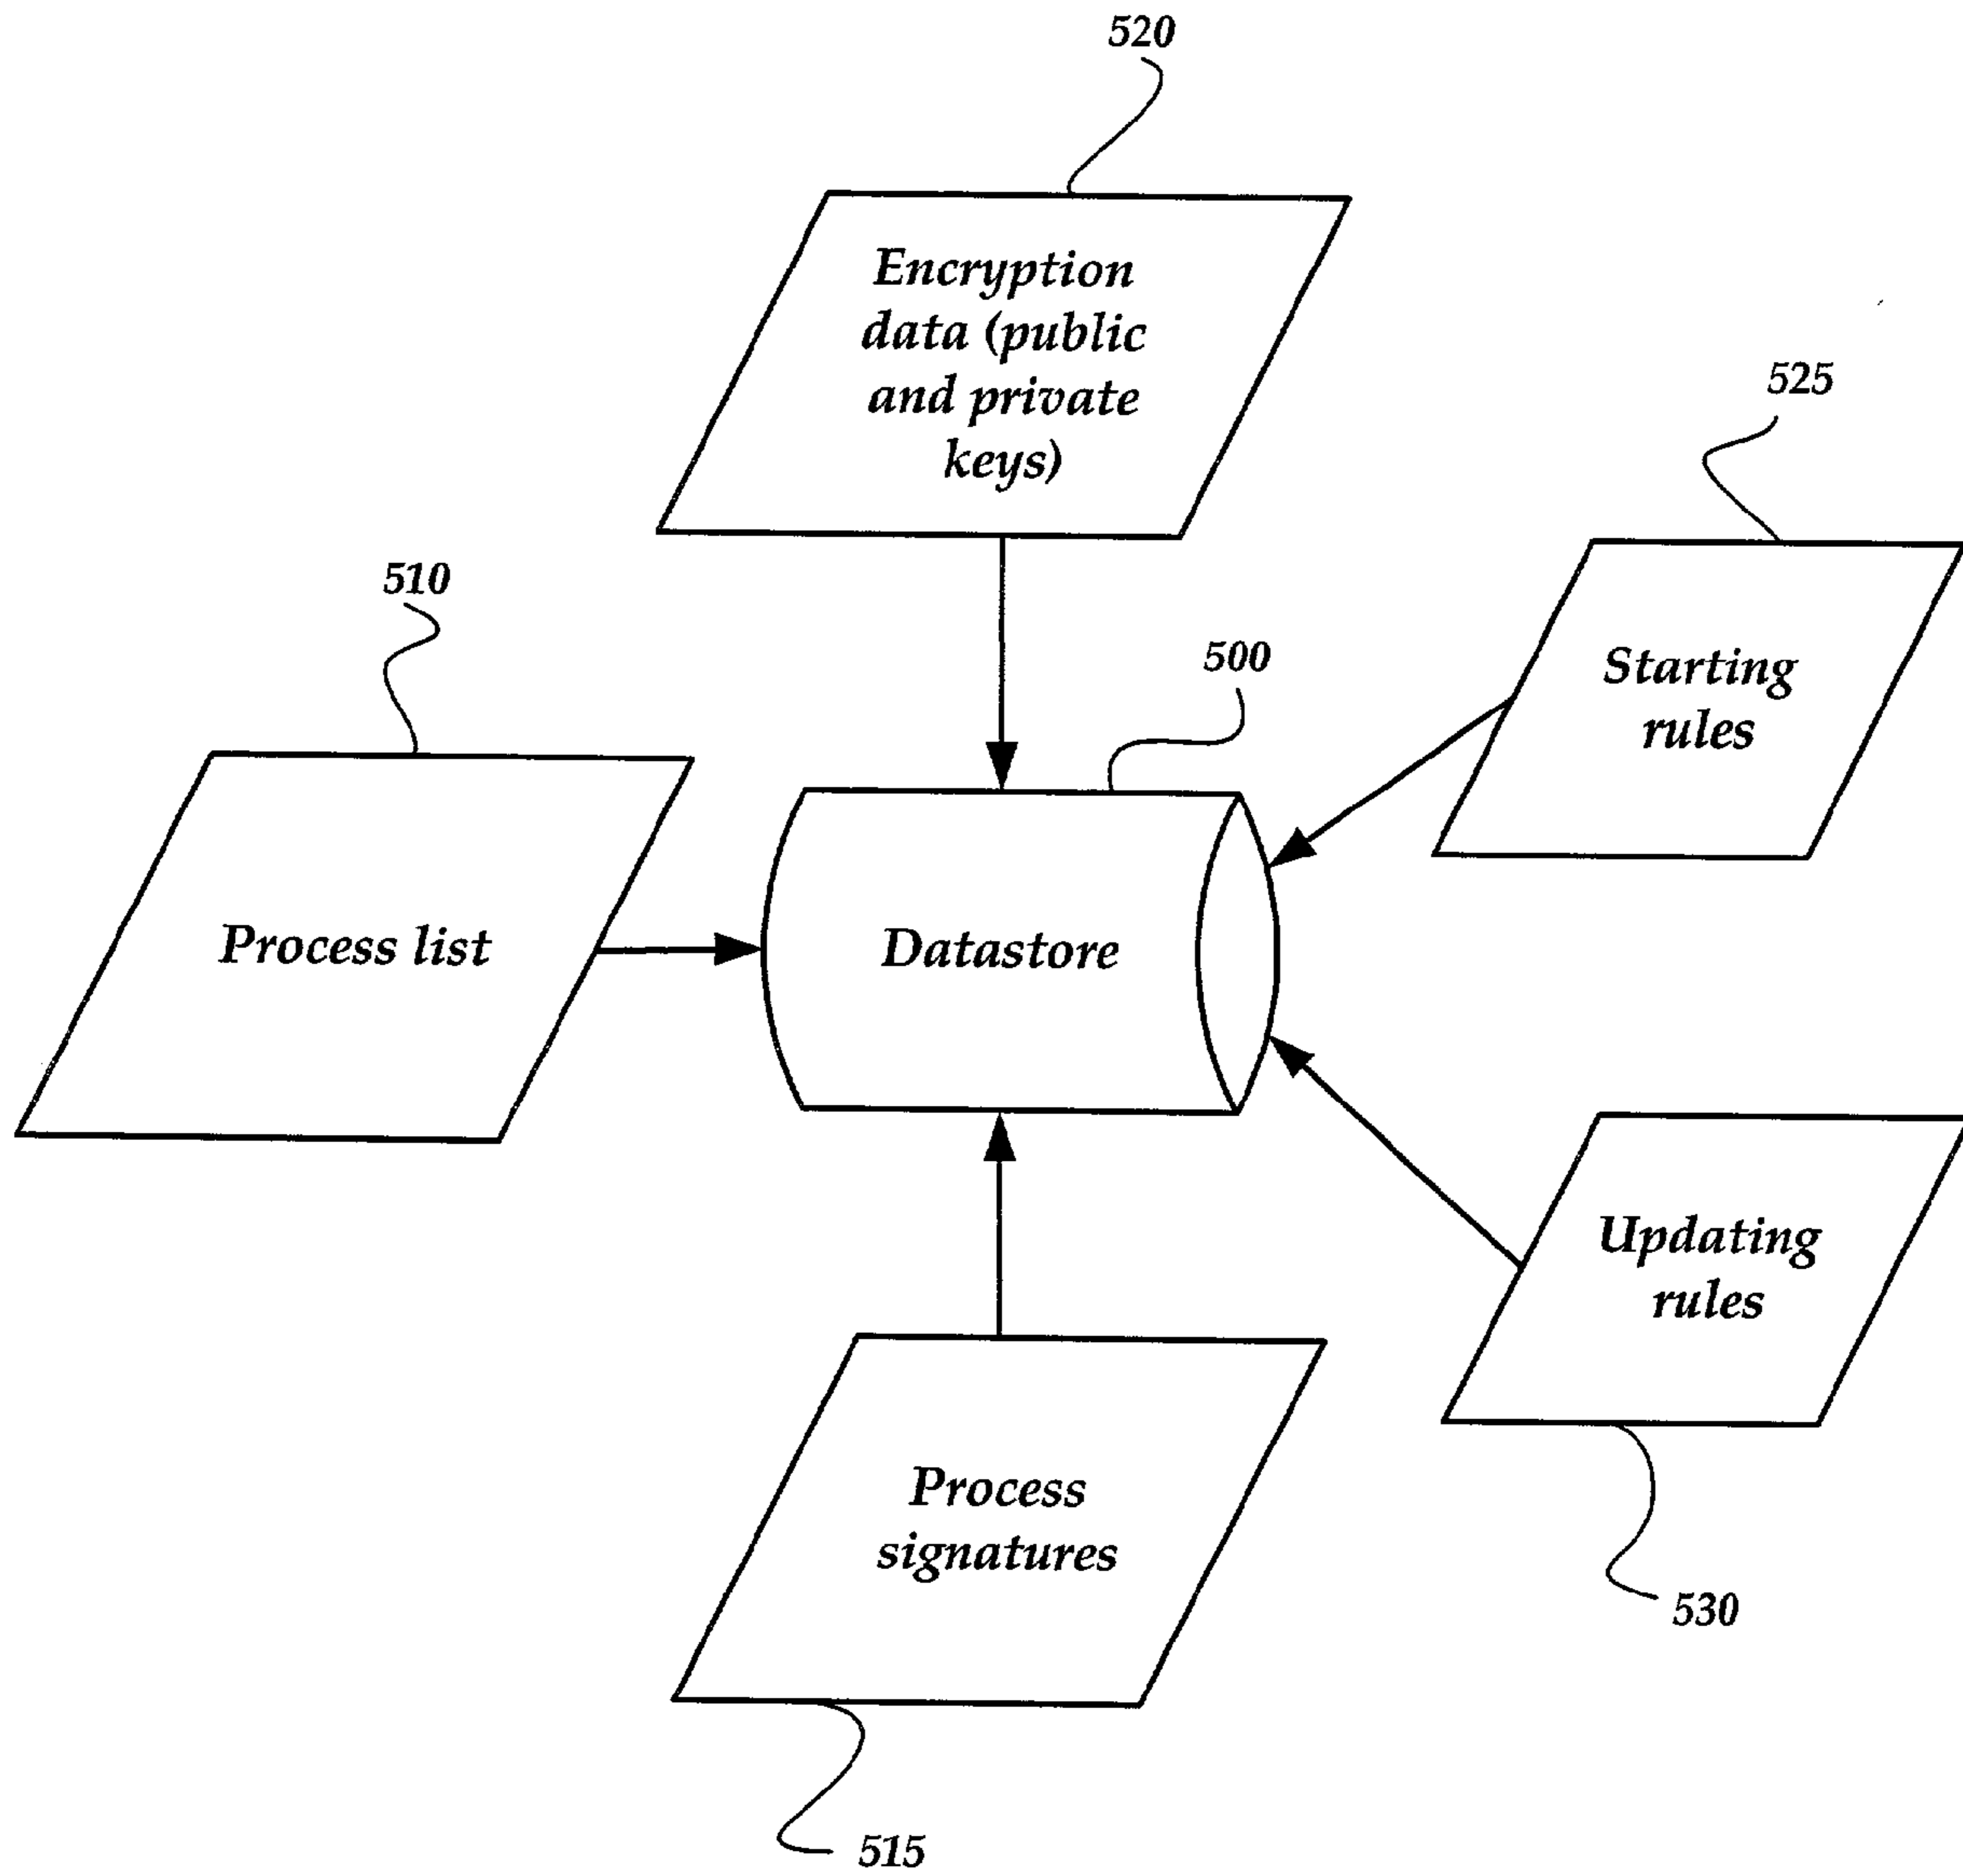 520
Encryption
data (public
and private
keys)
525
510
500
Starting
rules
Process list
Datastore
Updating
rules
Process
signatures
530
515